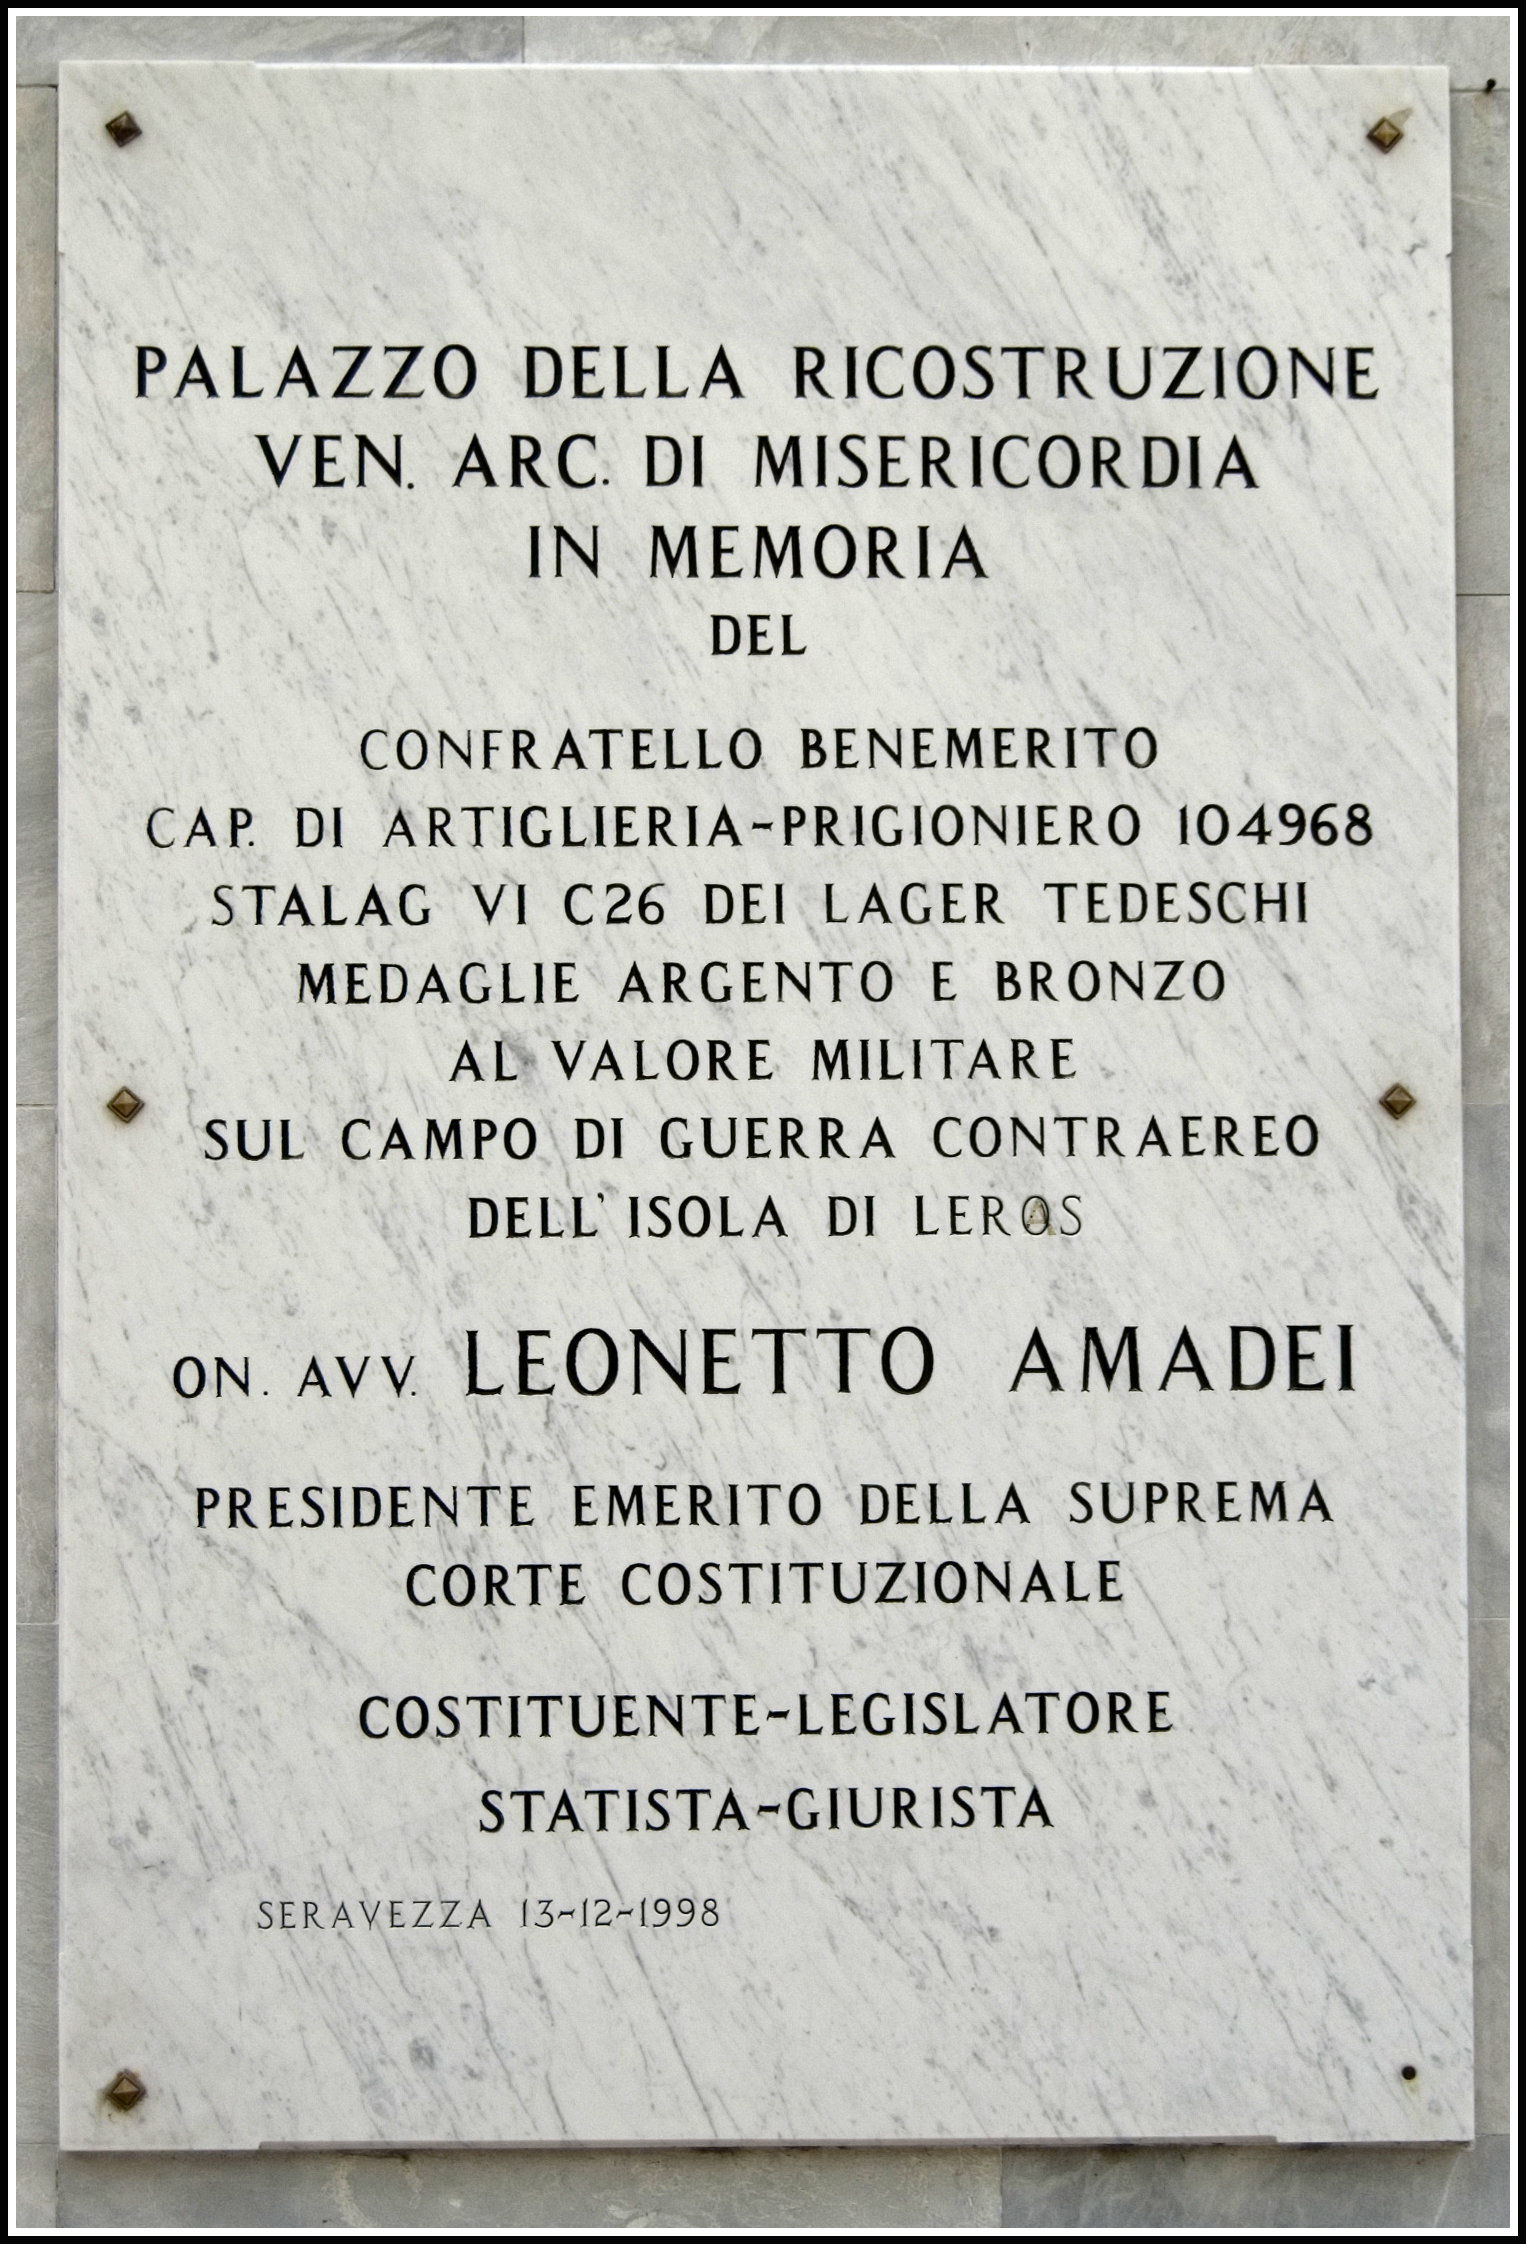 PALAZZO DELLA RICOSTRUZIONE
VEN. ARC. DI MISERICORDIA
IN MEMORIA
DEL
CONFRATELLO BENEMERITO
CAP. DI ARTIGLIERIA-PRIGIONIERO 104968
STALAG VI C26 DEI LAGER TEDESCHI
MEDAGLIE ARGENTO E BRONZO
AL VALORE MILITARE
SUL CAMPO DI GUERRA CONTRAEREO
DELL'ISOLA DI LEROS
ON. AVV. LEONETTO AMADEI
PRESIDENTE EMERITO DELLA SUPREMA
CORTE COSTITUZIONALE
COSTITUENTE-LEGISLATORE
STATISTA-GIURISTA
SERAVEZZA 13-12-1998